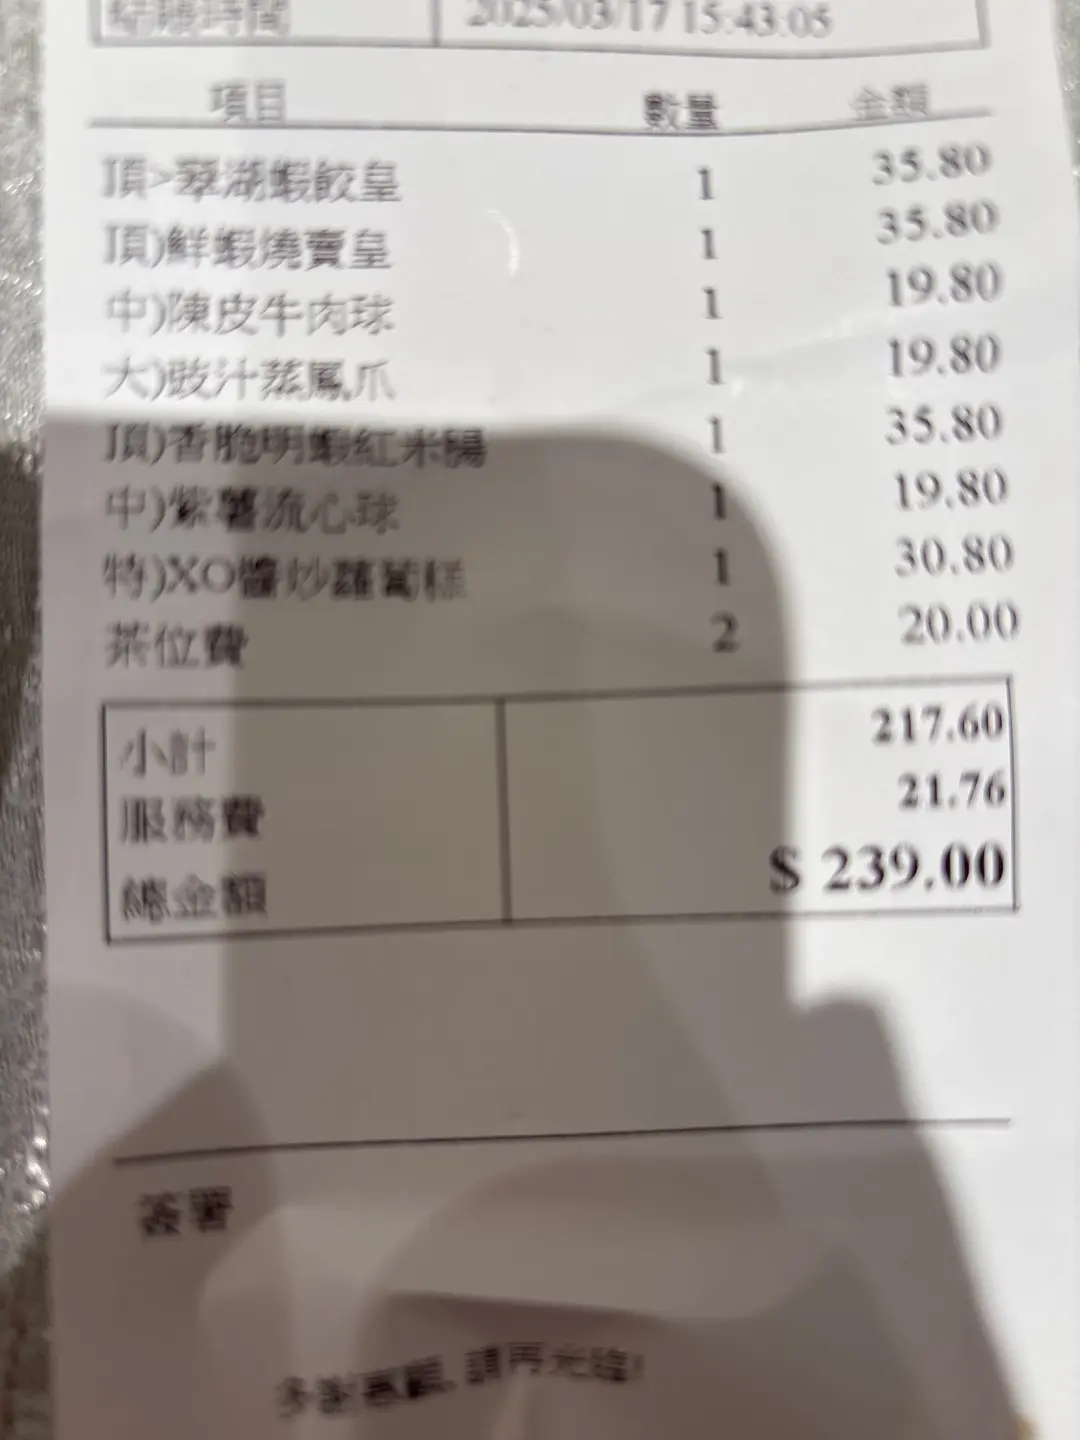 結賬時間 2025/03/17 15:43:05
項目 數量 金額
頂>翠湖蝦餃皇 1 35.80
頂)鮮蝦燒賣皇 1 35.80
中)陳皮牛肉球 1 19.80
大)豉汁蒸鳳爪 1 19.80
頂)香脆明蝦紅米腸 1 35.80
中)紫薯流心球 1 19.80
特)XO醬炒蘿蔔糕 1 30.80
茶位費 2 20.00
小計 217.60
服務費 21.76
總金額 $ 239.00
簽署
多謝惠顧, 請再光臨!